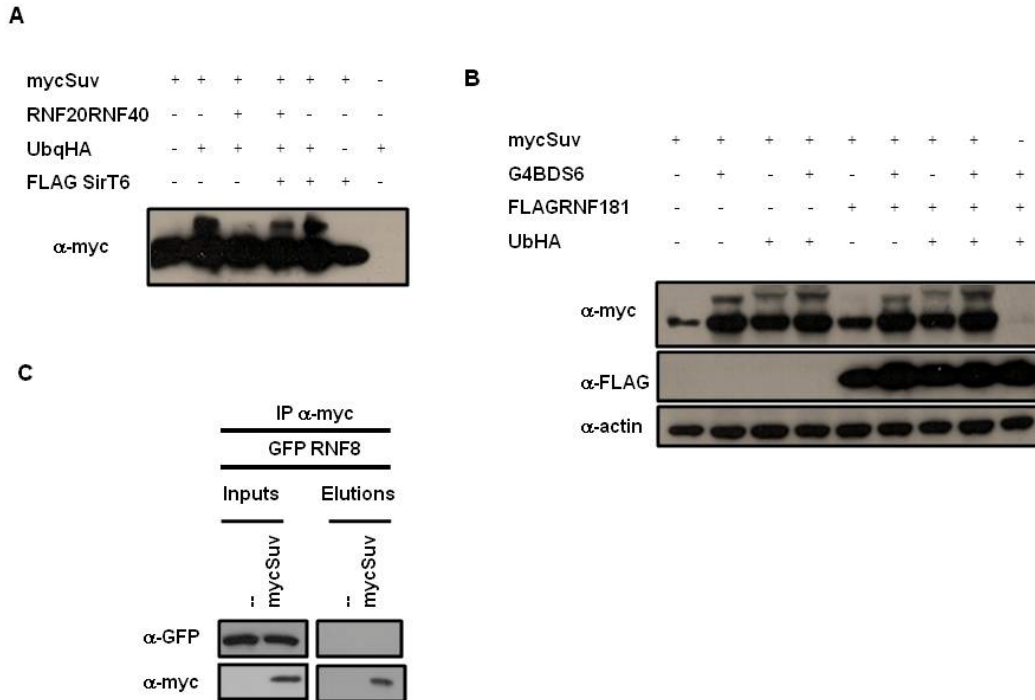 A
mycSuv + + + + + + -
RNF20RNF40 - - + + - - -
UbqHA - + + + + - +
FLAG SirT6 - - - + + + -
α-myc
B
mycSuv + + + + + + + + -
G4BDS6 - + - + - + - + +
FLAGRNF181 - - - - + + + + +
UbHA - - + + - - + + +
α-myc
α-FLAG
α-actin
C
IP α-myc
GFP RNF8
Inputs Elutions
-- mycSuv -- mycSuv
α-GFP
α-myc